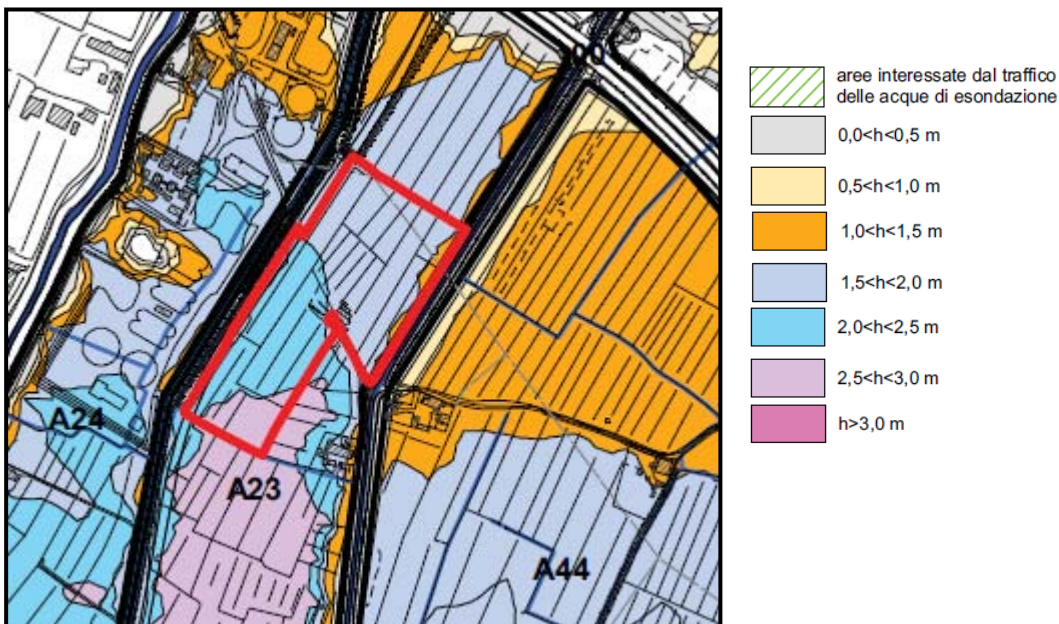 A24
A23
A44
aree interessate dal traffico
delle acque di esondazione
0,0<h<0,5 m
0,5<h<1,0 m
1,0<h<1,5 m
1,5<h<2,0 m
2,0<h<2,5 m
2,5<h<3,0 m
h>3,0 m